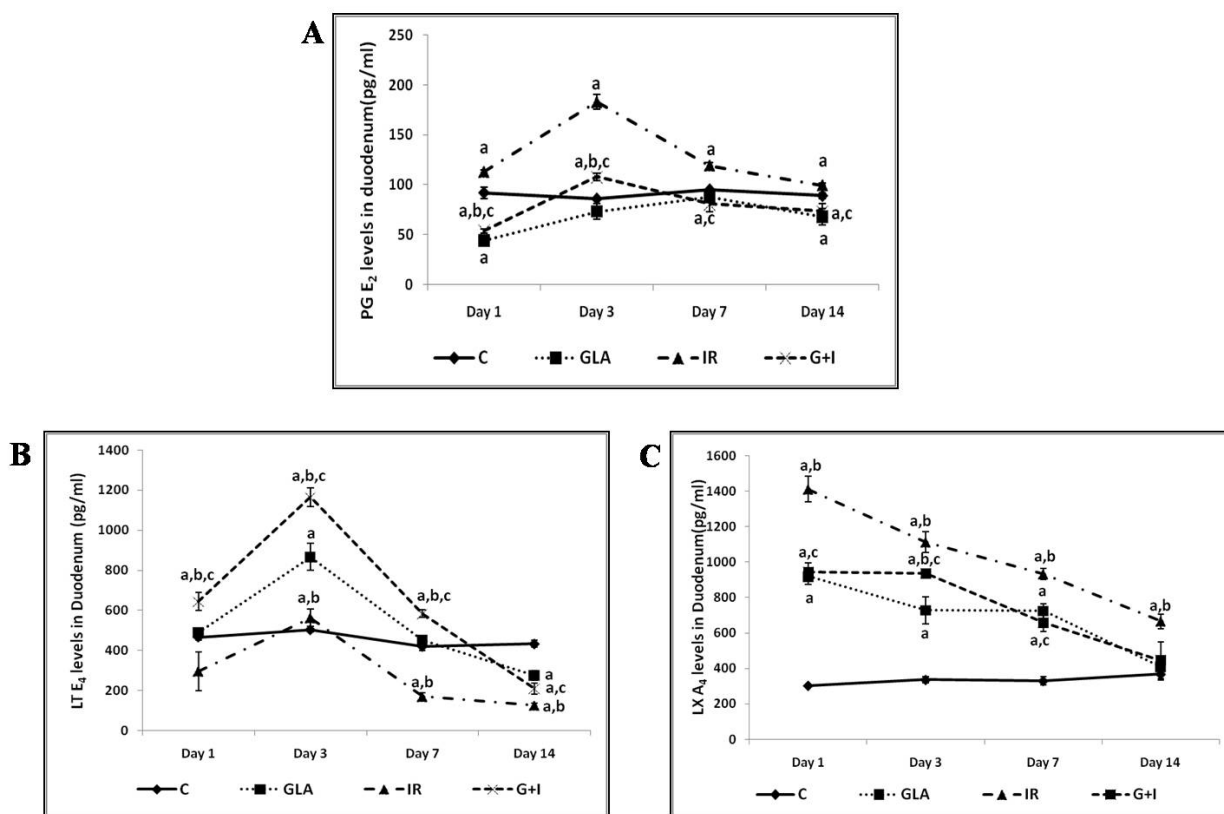 A
PG E2 levels in duodenum(pg/ml)
250
200
150
100
50
0
a
a
a
a
a,b,c
a,b,c
a
a,c
a,c
a
Day 1 Day 3 Day 7 Day 14
C GLA IR G+I
B
LT E4 levels in Duodenum (pg/ml)
1400
1200
1000
800
600
400
200
0
a,b,c
a,b,c
a
a,b
a,b,c
a,b
a
a,c
a,b
Day 1 Day 3 Day 7 Day 14
C GLA IR G+I
C
LX A4 levels in Duodenum(pg/ml)
1600
1400
1200
1000
800
600
400
200
0
a,b
a,b
a,c
a,b,c
a,b
a
a
a
a,c
a,b
Day 1 Day 3 Day 7 Day 14
C GLA IR G+I